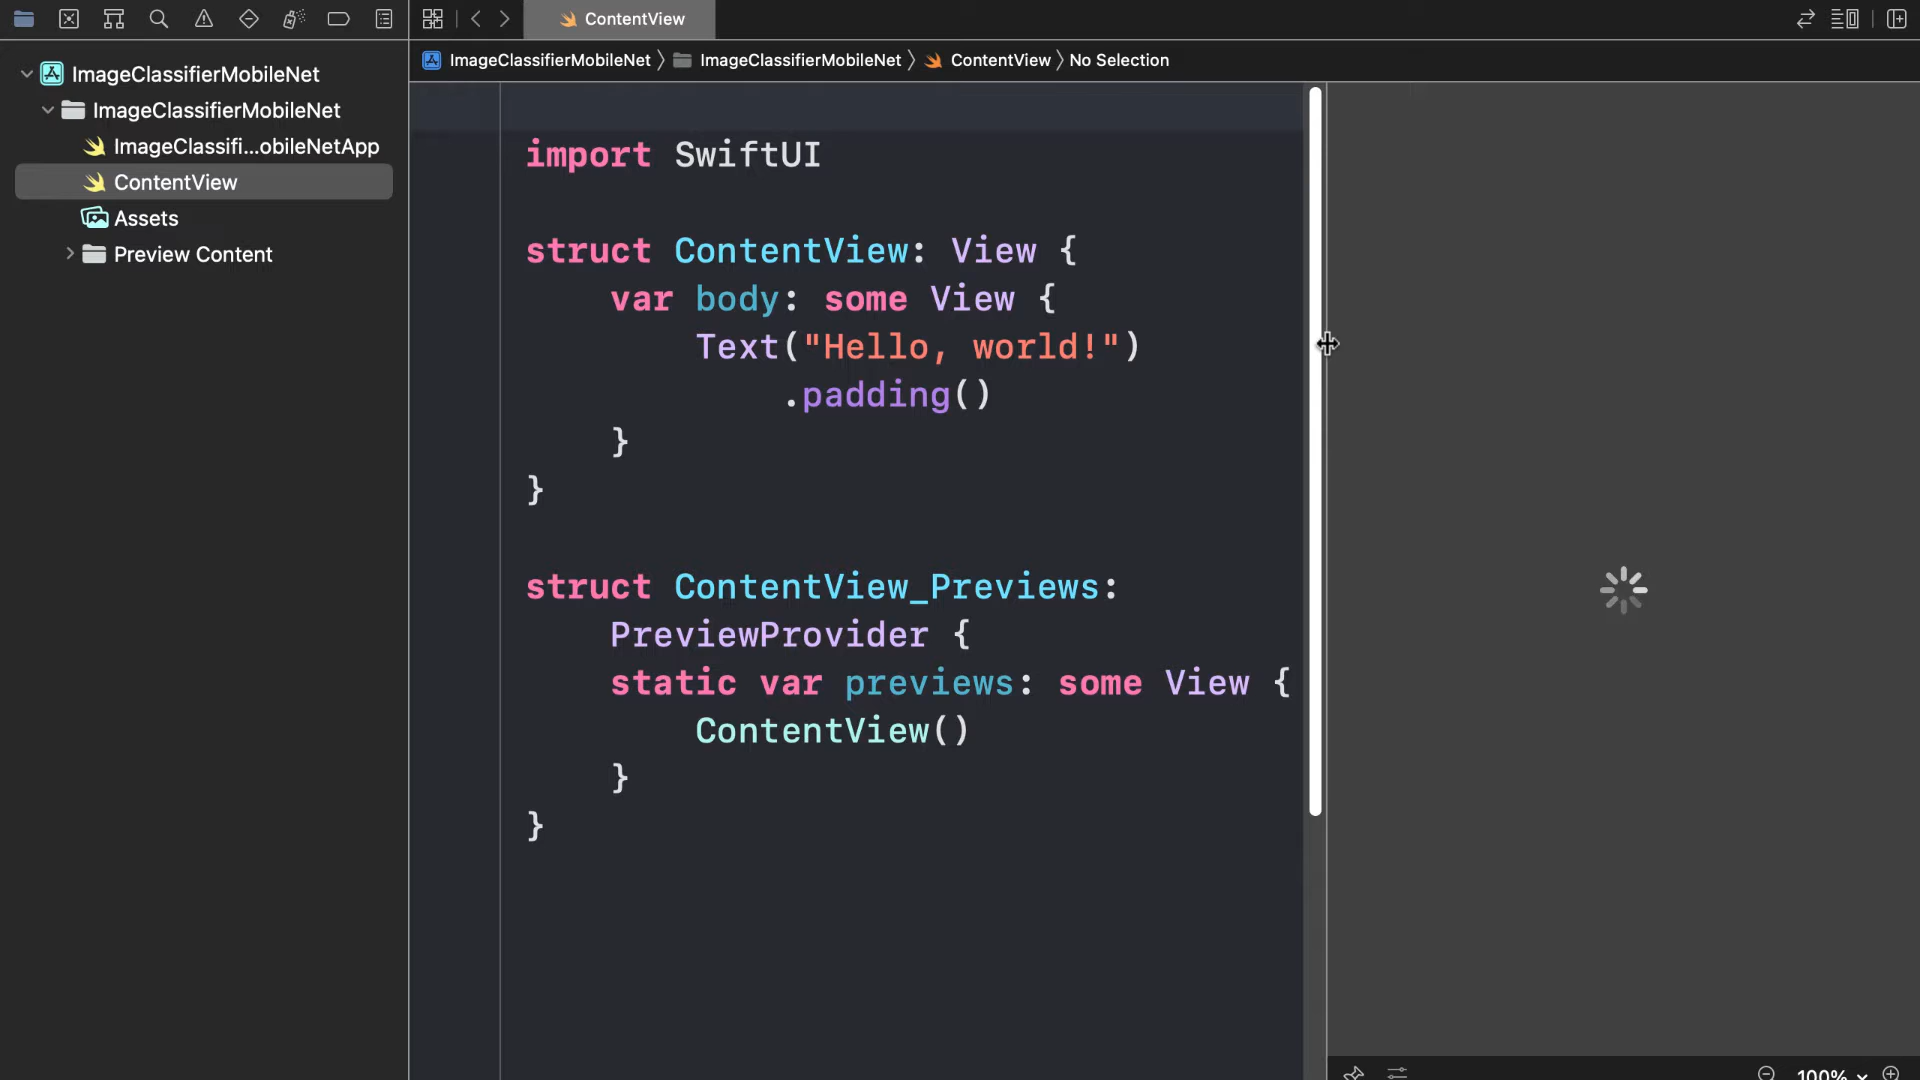 ContentView
ImageClassifierMobileNet
ImageClassifierMobileNet
ImageClassifi...obileNetApp
ContentView
Assets
Preview Content
ImageClassifierMobileNet 〉 ImageClassifierMobileNet 〉 ContentView 〉 No Selection
import SwiftUI
struct ContentView: View {
var body: some View {
Text("Hello, world!")
.padding()
}
}
struct ContentView_Previews:
PreviewProvider {
static var previews: some View {
ContentView()
}
}
100%